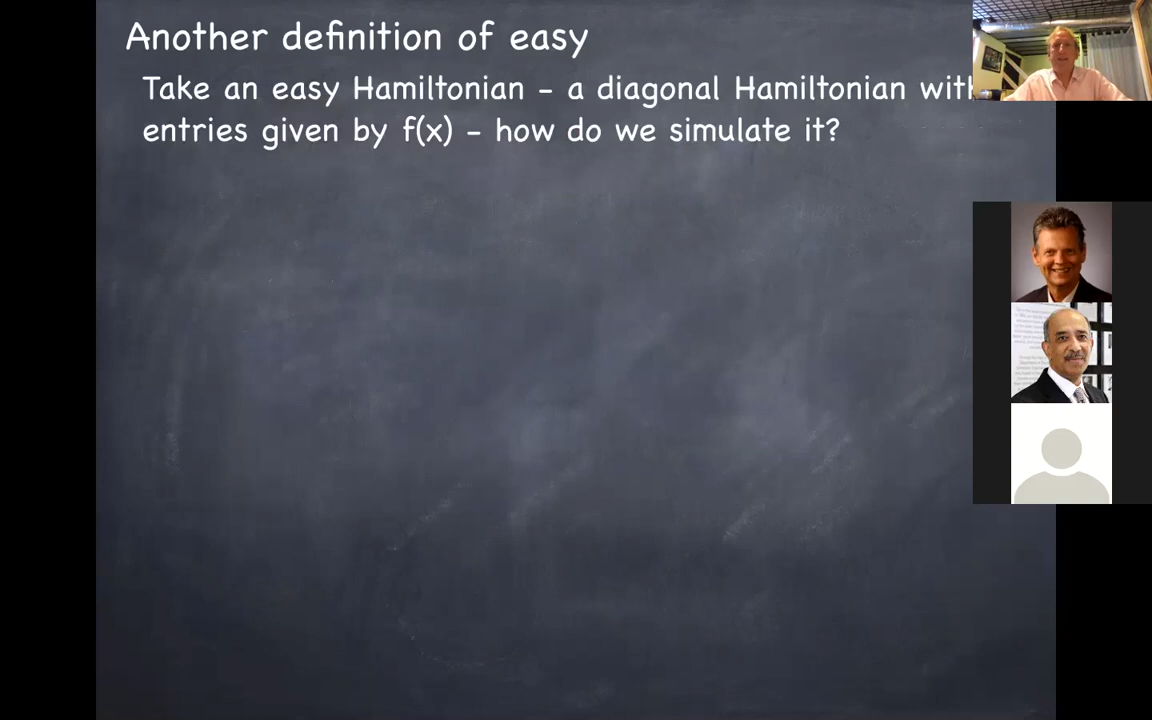 Another definition of easy
Take an easy Hamiltonian - a diagonal Hamiltonian with
entries given by f(x) - how do we simulate it?